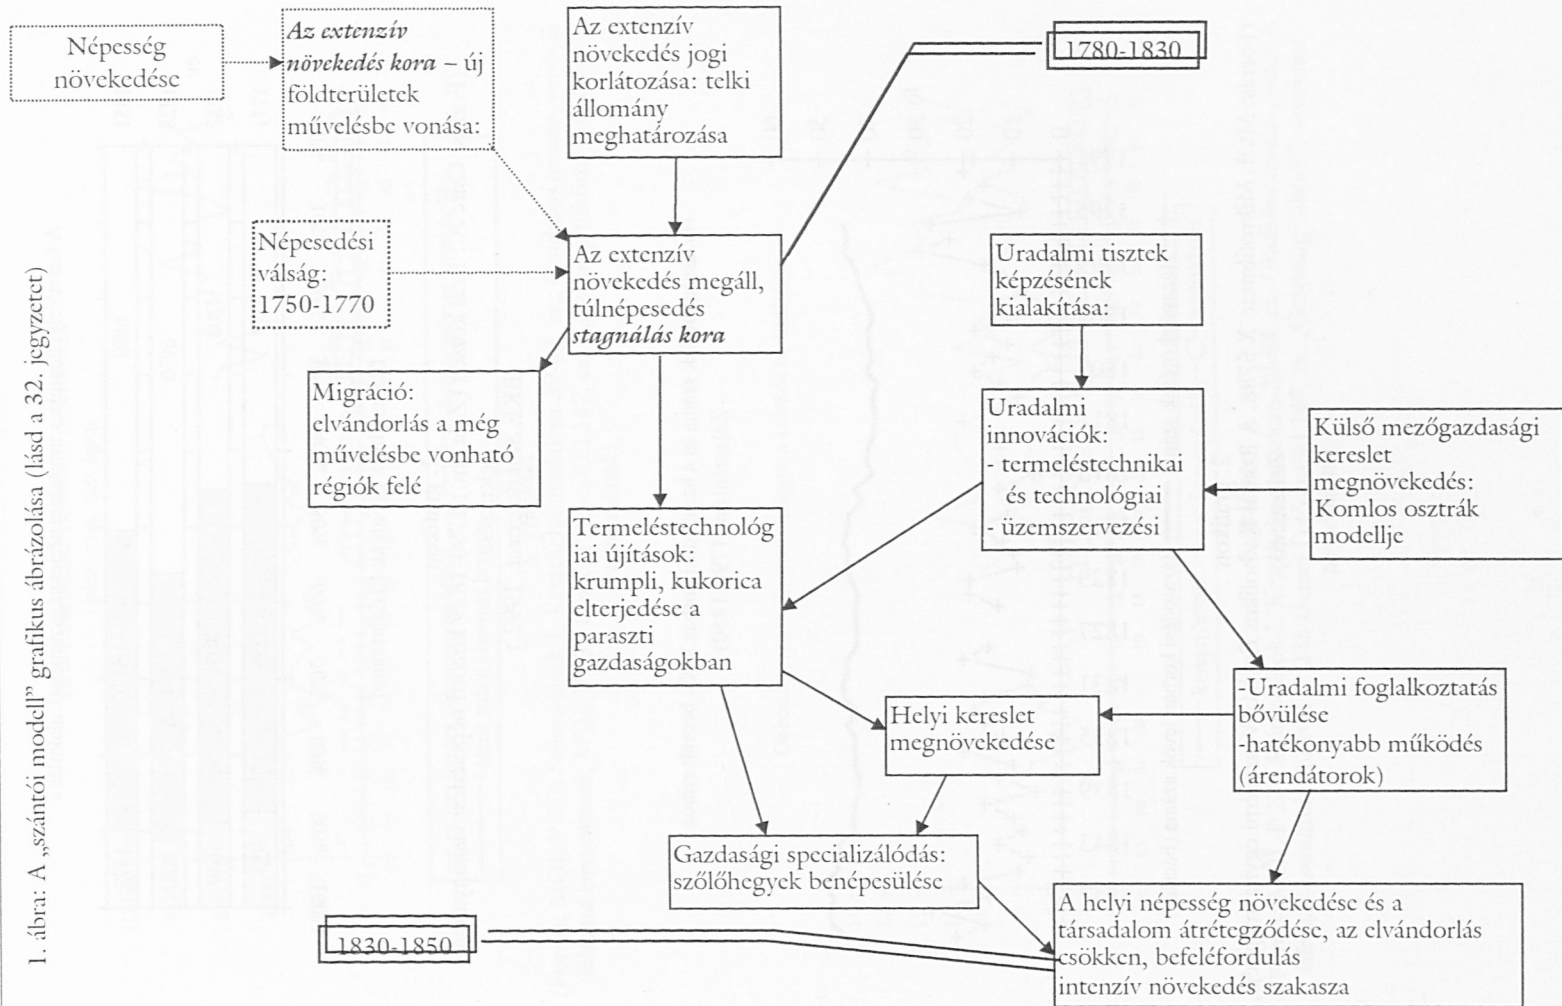 1. ábra: A „szántói modell” grafikus ábrázolása (lásd a 32. jegyzetet)
Népesség
növekedése
Az extenzív
növekedés kora – új
földterületek
művelésbe vonása:
Az extenzív
növekedés jogi
korlátozása: telki
állomány
meghatározása
1780-1830
Népesedési
válság:
1750-1770
Az extenzív
növekedés megáll,
túlnépesedés
stagnálás kora
Uradalmi tisztek
képzésének
kialakítása:
Migráció:
elvándorlás a még
művelésbe vonható
régiók felé
Uradalmi
innovációk:
- termeléstechnikai
és technológiai
- üzemszervezési
Külső mezőgazdasági
kereslet
megnövekedés:
Komlos osztrák
modellje
Termeléstechnológ
iai újítások:
krumpli, kukorica
elterjedése a
paraszti
gazdaságokban
Helyi kereslet
megnövekedése
-Uradalmi foglalkoztatás
bővülése
-hatékonyabb működés
(árendátorok)
Gazdasági specializálódás:
szőlőhegyek benépesülése
1830-1850
A helyi népesség növekedése és a
társadalom átrétegződése, az elvándorlás
csökken, befeléfordulás
intenzív növekedés szakasza